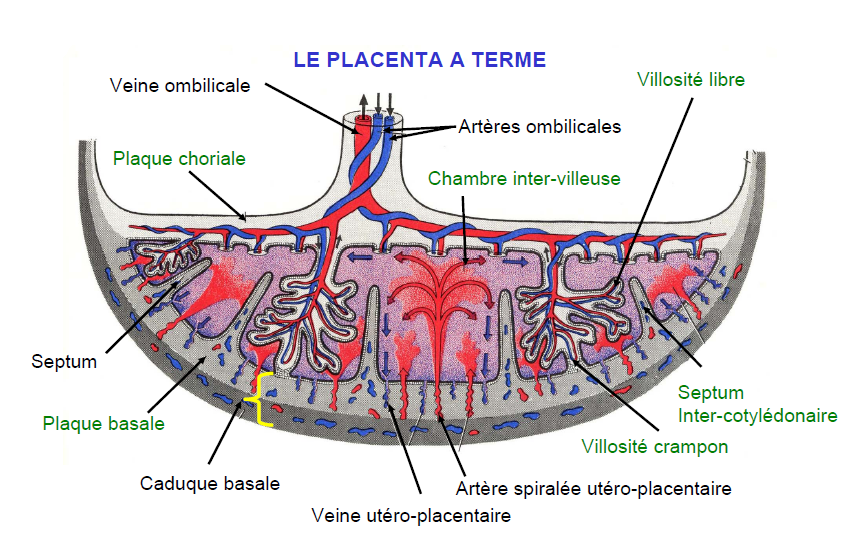 LE PLACENTA A TERME
Veine ombilicale
Villosité libre
Artères ombilicales
Plaque choriale
Chambre inter-villeuse
Septum
Septum
Inter-cotylédonaire
Plaque basale
Villosité crampon
Caduque basale
Artère spiralée utéro-placentaire
Veine utéro-placentaire